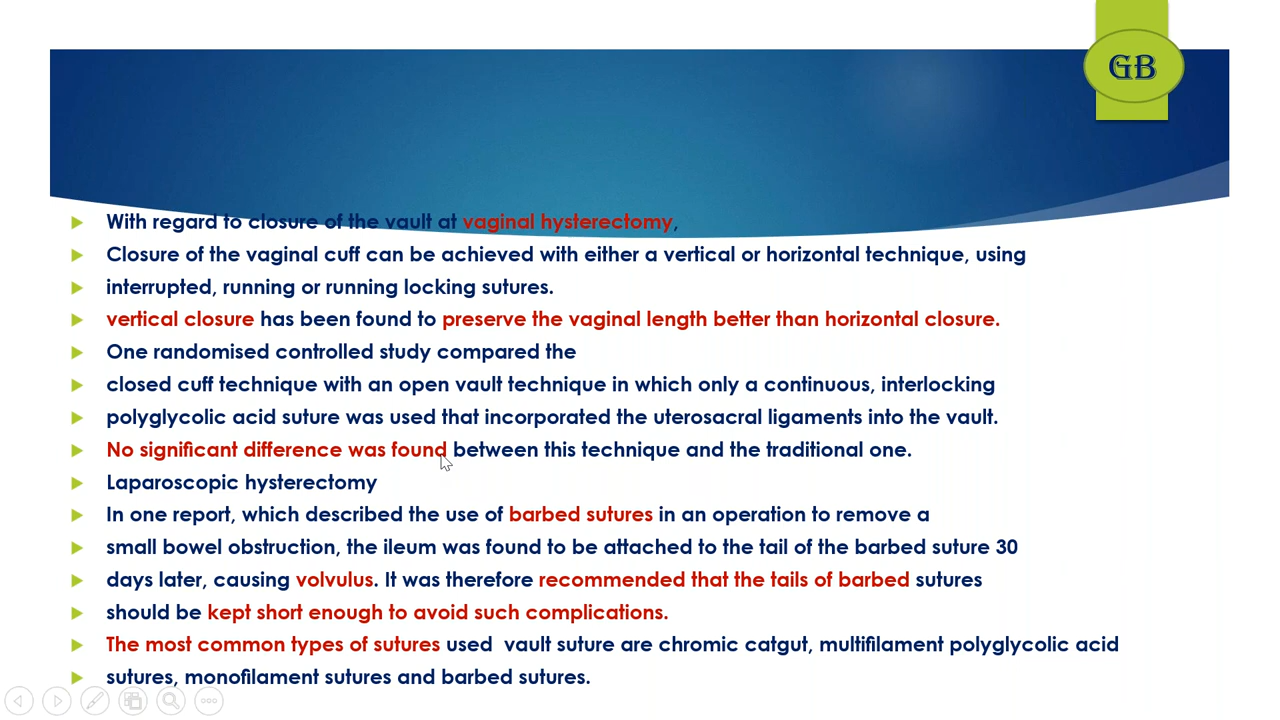 GB
With regard to closure of the vault at vaginal hysterectomy,
Closure of the vaginal cuff can be achieved with either a vertical or horizontal technique, using
interrupted, running or running locking sutures.
vertical closure has been found to preserve the vaginal length better than horizontal closure.
One randomised controlled study compared the
closed cuff technique with an open vault technique in which only a continuous, interlocking
polyglycolic acid suture was used that incorporated the uterosacral ligaments into the vault.
No significant difference was found between this technique and the traditional one.
Laparoscopic hysterectomy
In one report, which described the use of barbed sutures in an operation to remove a
small bowel obstruction, the ileum was found to be attached to the tail of the barbed suture 30
days later, causing volvulus. It was therefore recommended that the tails of barbed sutures
should be kept short enough to avoid such complications.
The most common types of sutures used  vault suture are chromic catgut, multifilament polyglycolic acid
sutures, monofilament sutures and barbed sutures.